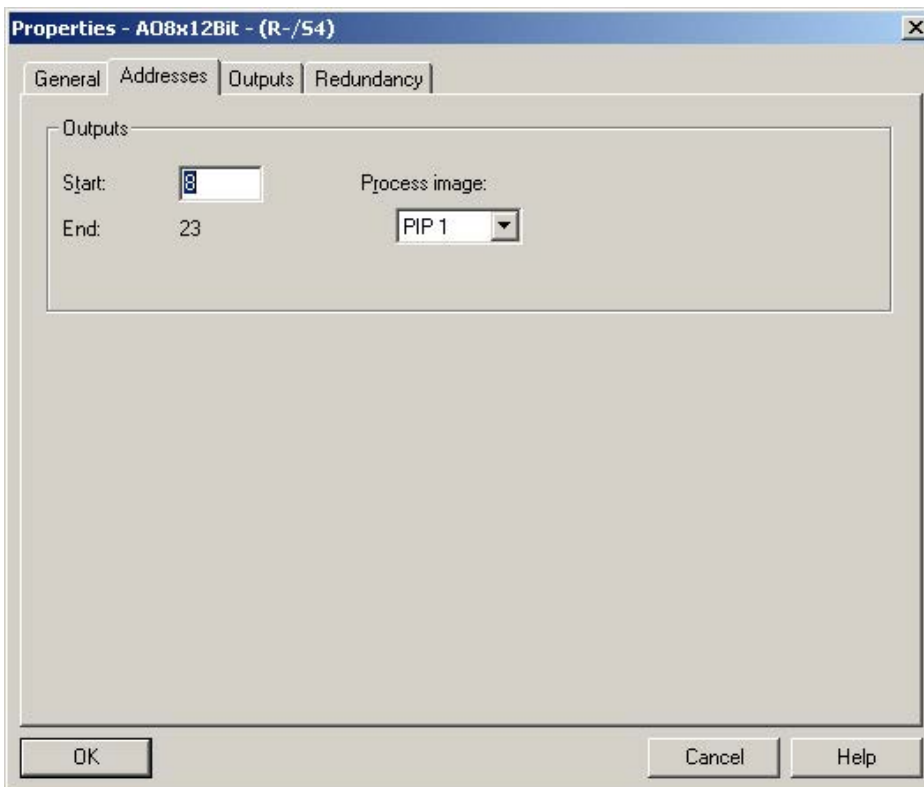 Properties - AO8x12Bit - (R-/S4)
General Addresses Outputs Redundancy
Outputs
Start: 8 Process image:
End: 23 PIP 1
OK Cancel Help